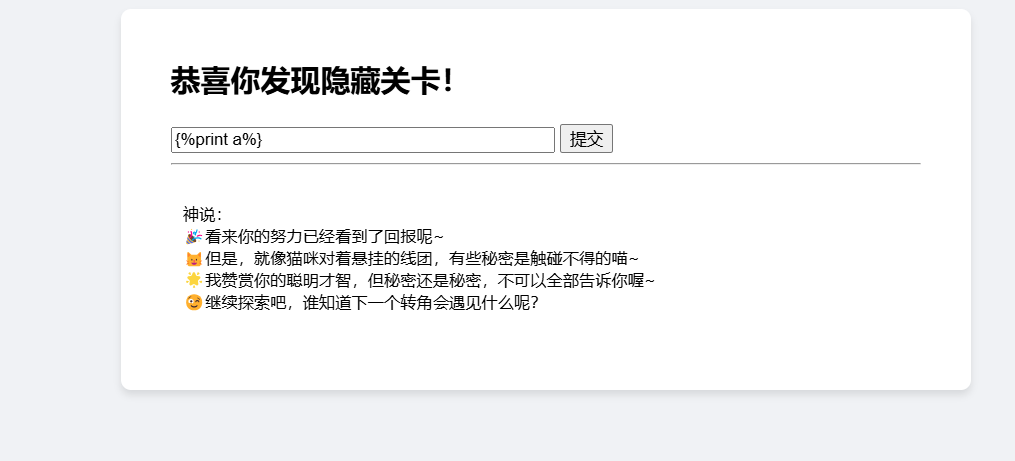 恭喜你发现隐藏关卡！
{%print a%} 提交
神说：
🎉看来你的努力已经看到了回报呢~
😺但是，就像猫咪对着悬挂的线团，有些秘密是触碰不得的喵~
🌟我赞赏你的聪明才智，但秘密还是秘密，不可以全部告诉你喔~
😉继续探索吧，谁知道下一个转角会遇见什么呢？